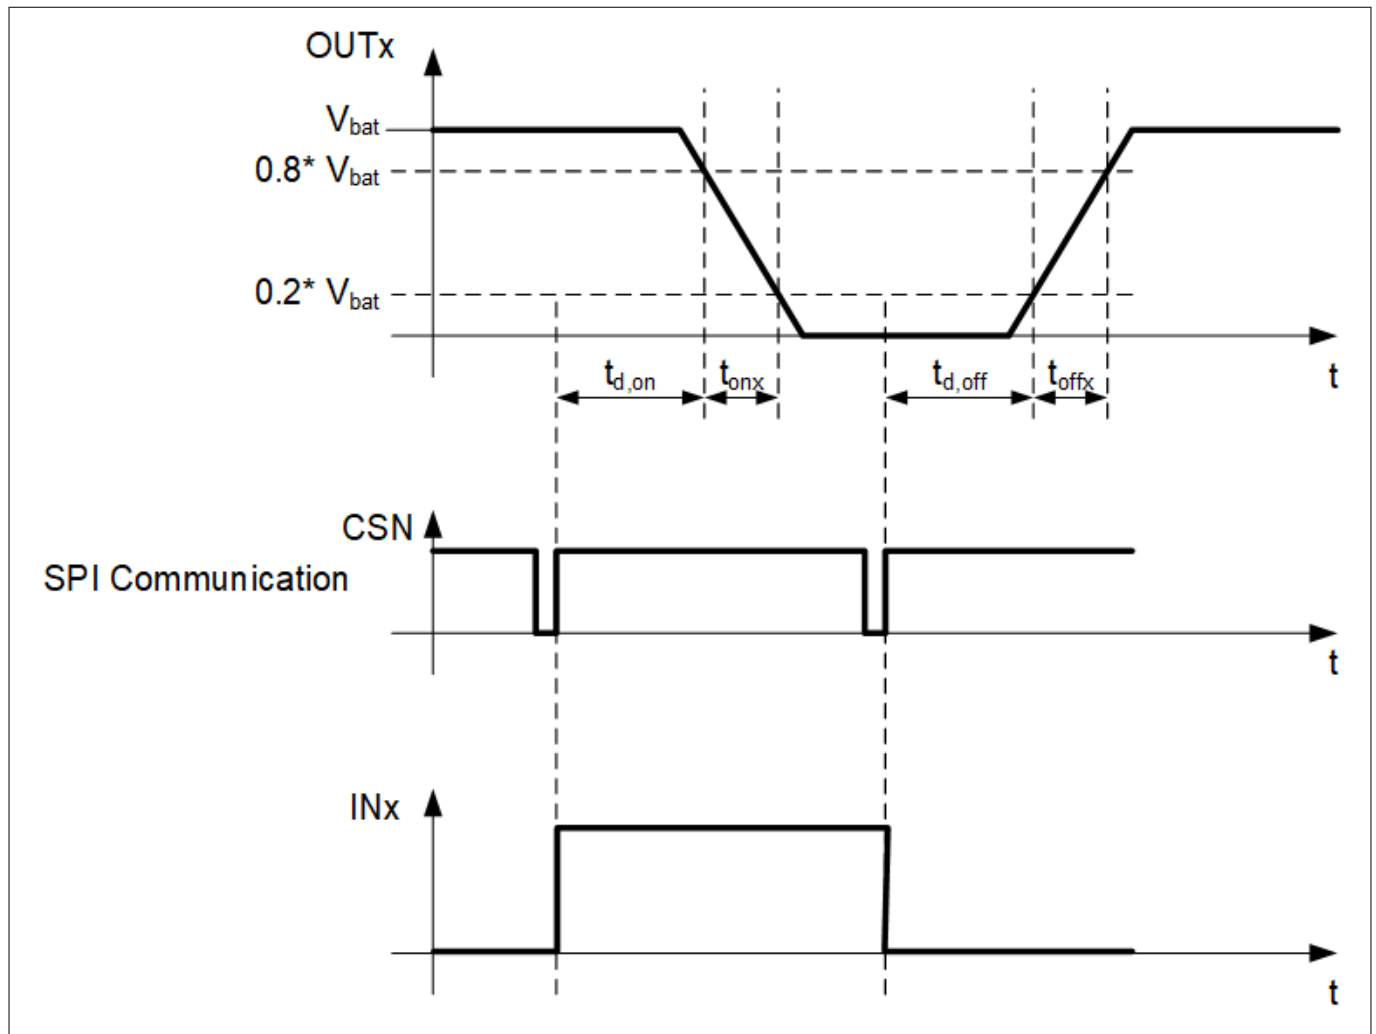 OUTx
Vbat
0.8* Vbat
0.2* Vbat
td,on tonx td,off toffx t
CSN
SPI Communication
t
INx
t